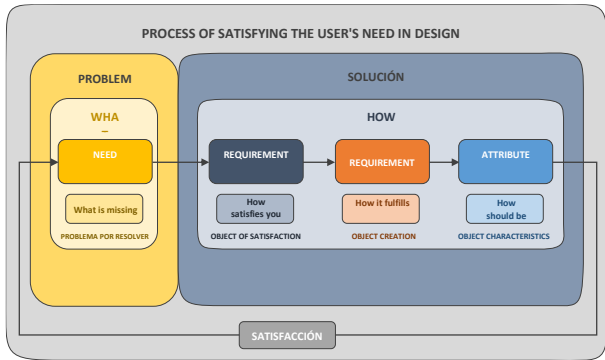 PROCESS OF SATISFYING THE USER'S NEED IN DESIGN
PROBLEM
SOLUCIÓN
WHA
–
HOW
NEED
REQUIREMENT
REQUIREMENT
ATTRIBUTE
What is missing
How
satisfies you
How it fulfills
How
should be
PROBLEMA POR RESOLVER
OBJECT OF SATISFACTION
OBJECT CREATION
OBJECT CHARACTERISTICS
SATISFACCIÓN